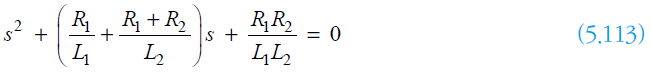 s² + (R₁/L₁ + (R₁ + R₂)/L₂) s + R₁R₂/L₁L₂ = 0 (5.113)